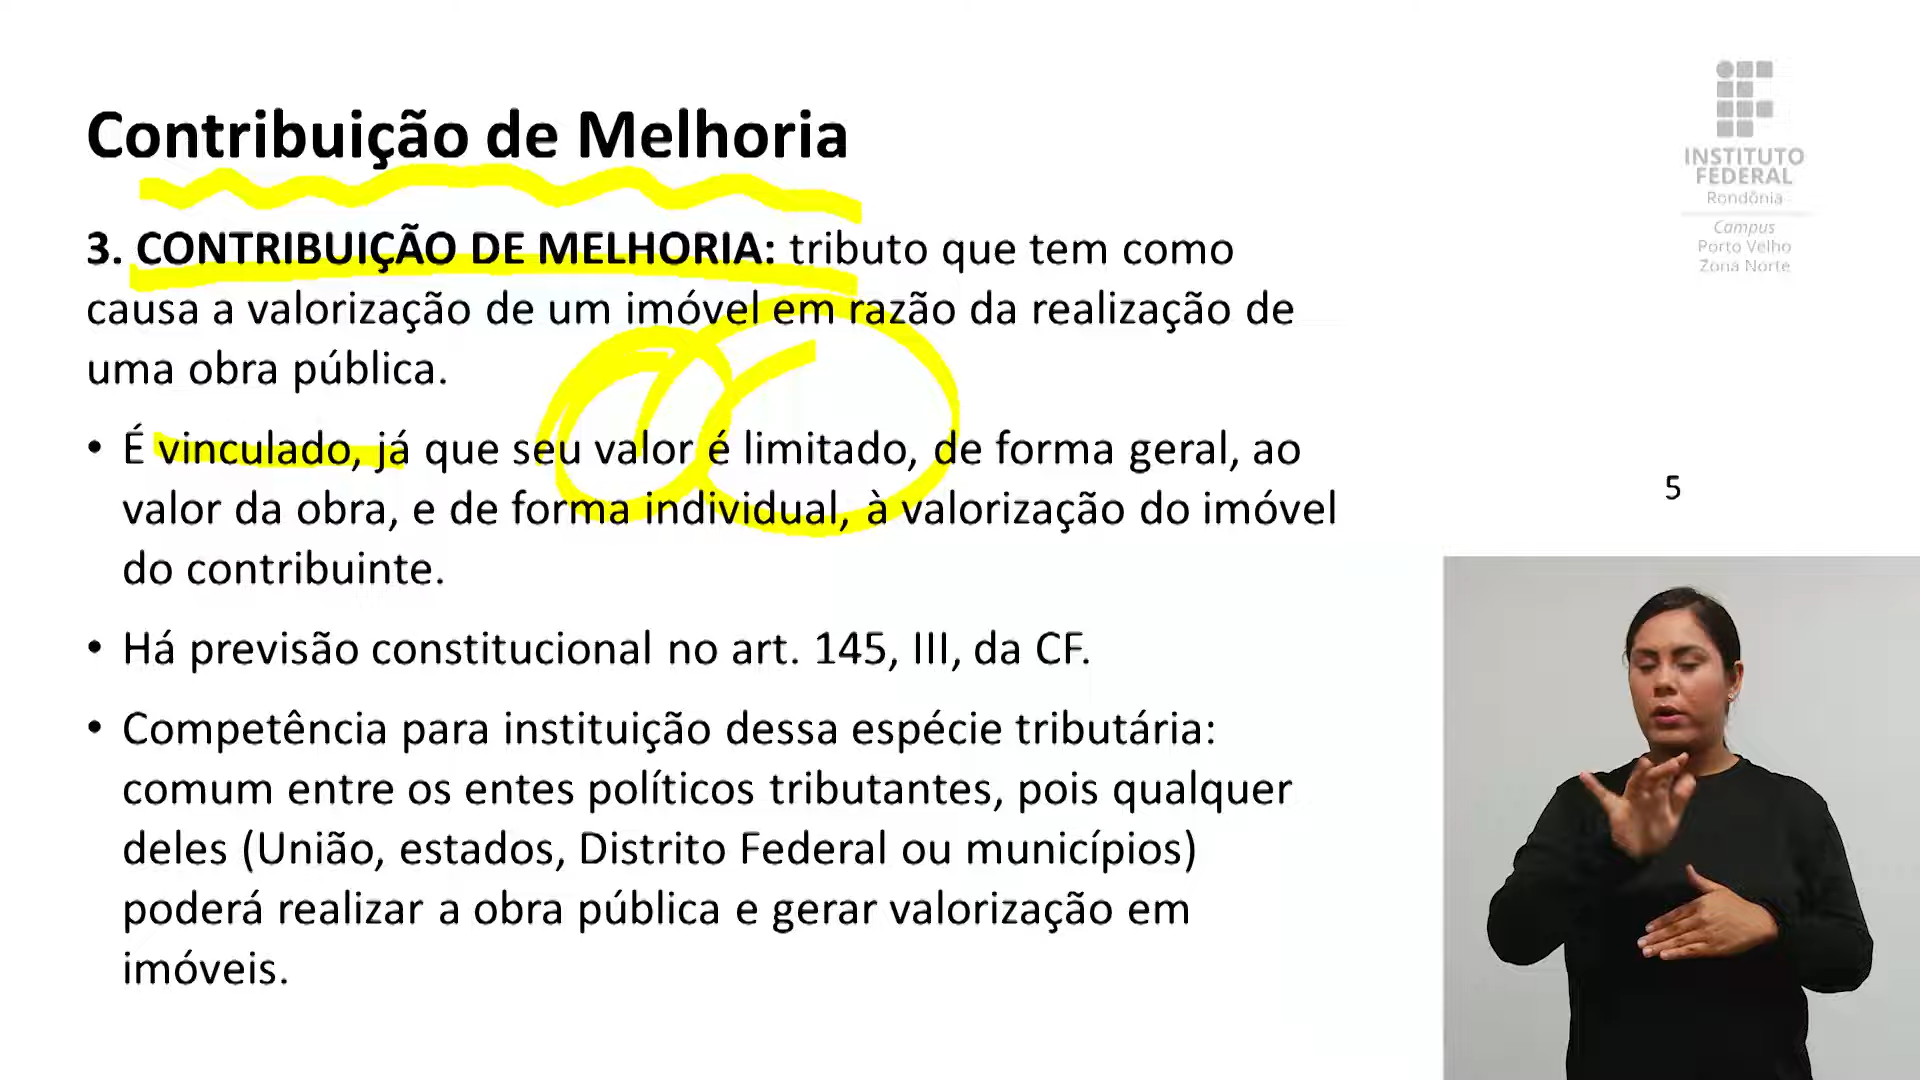 Contribuição de Melhoria
3. CONTRIBUIÇÃO DE MELHORIA: tributo que tem como
causa a valorização de um imóvel em razão da realização de
uma obra pública.
• É vinculado, já que seu valor é limitado, de forma geral, ao
valor da obra, e de forma individual, à valorização do imóvel
do contribuinte.
• Há previsão constitucional no art. 145, III, da CF.
• Competência para instituição dessa espécie tributária:
comum entre os entes políticos tributantes, pois qualquer
deles (União, estados, Distrito Federal ou municípios)
poderá realizar a obra pública e gerar valorização em
imóveis.
INSTITUTO
FEDERAL
Rondônia
Campus
Porto Velho
Zona Norte
5